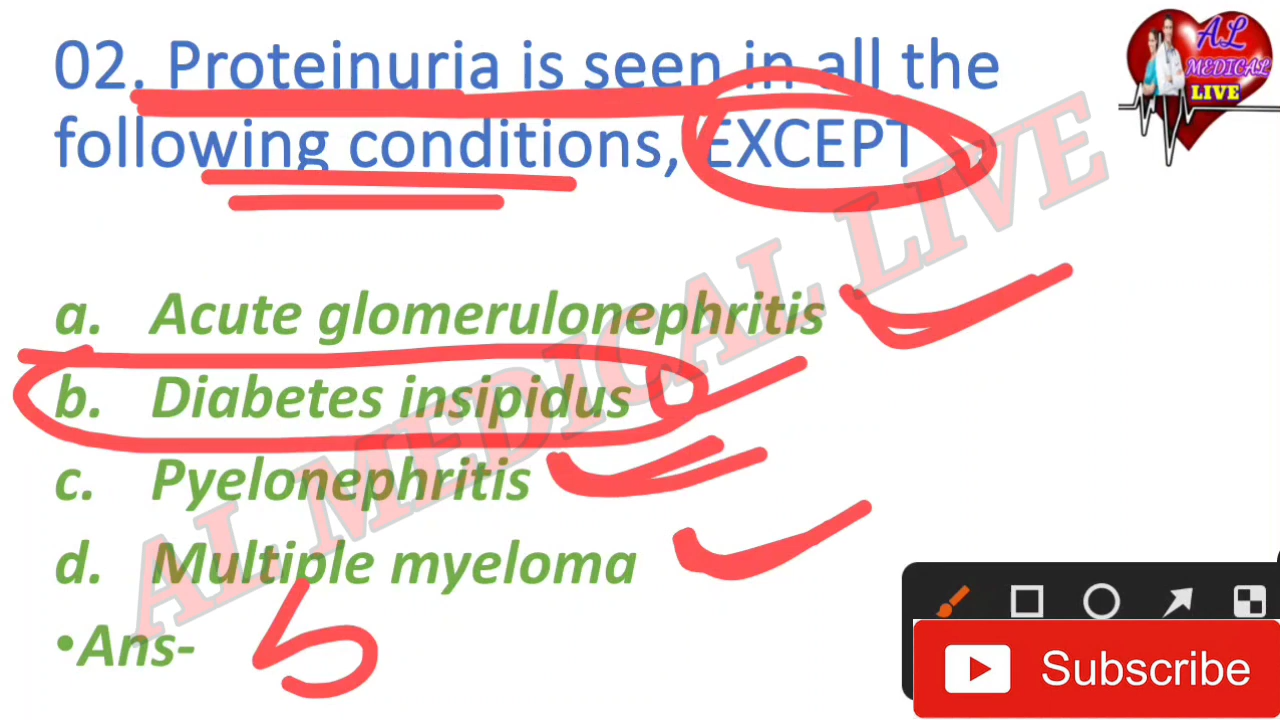 02. Proteinuria is seen in all the
following conditions, EXCEPT
AL
MEDICAL
LIVE
a. Acute glomerulonephritis
b. Diabetes insipidus
c. Pyelonephritis
d. Multiple myeloma
•Ans- b
AL MEDICAL LIVE
Subscribe